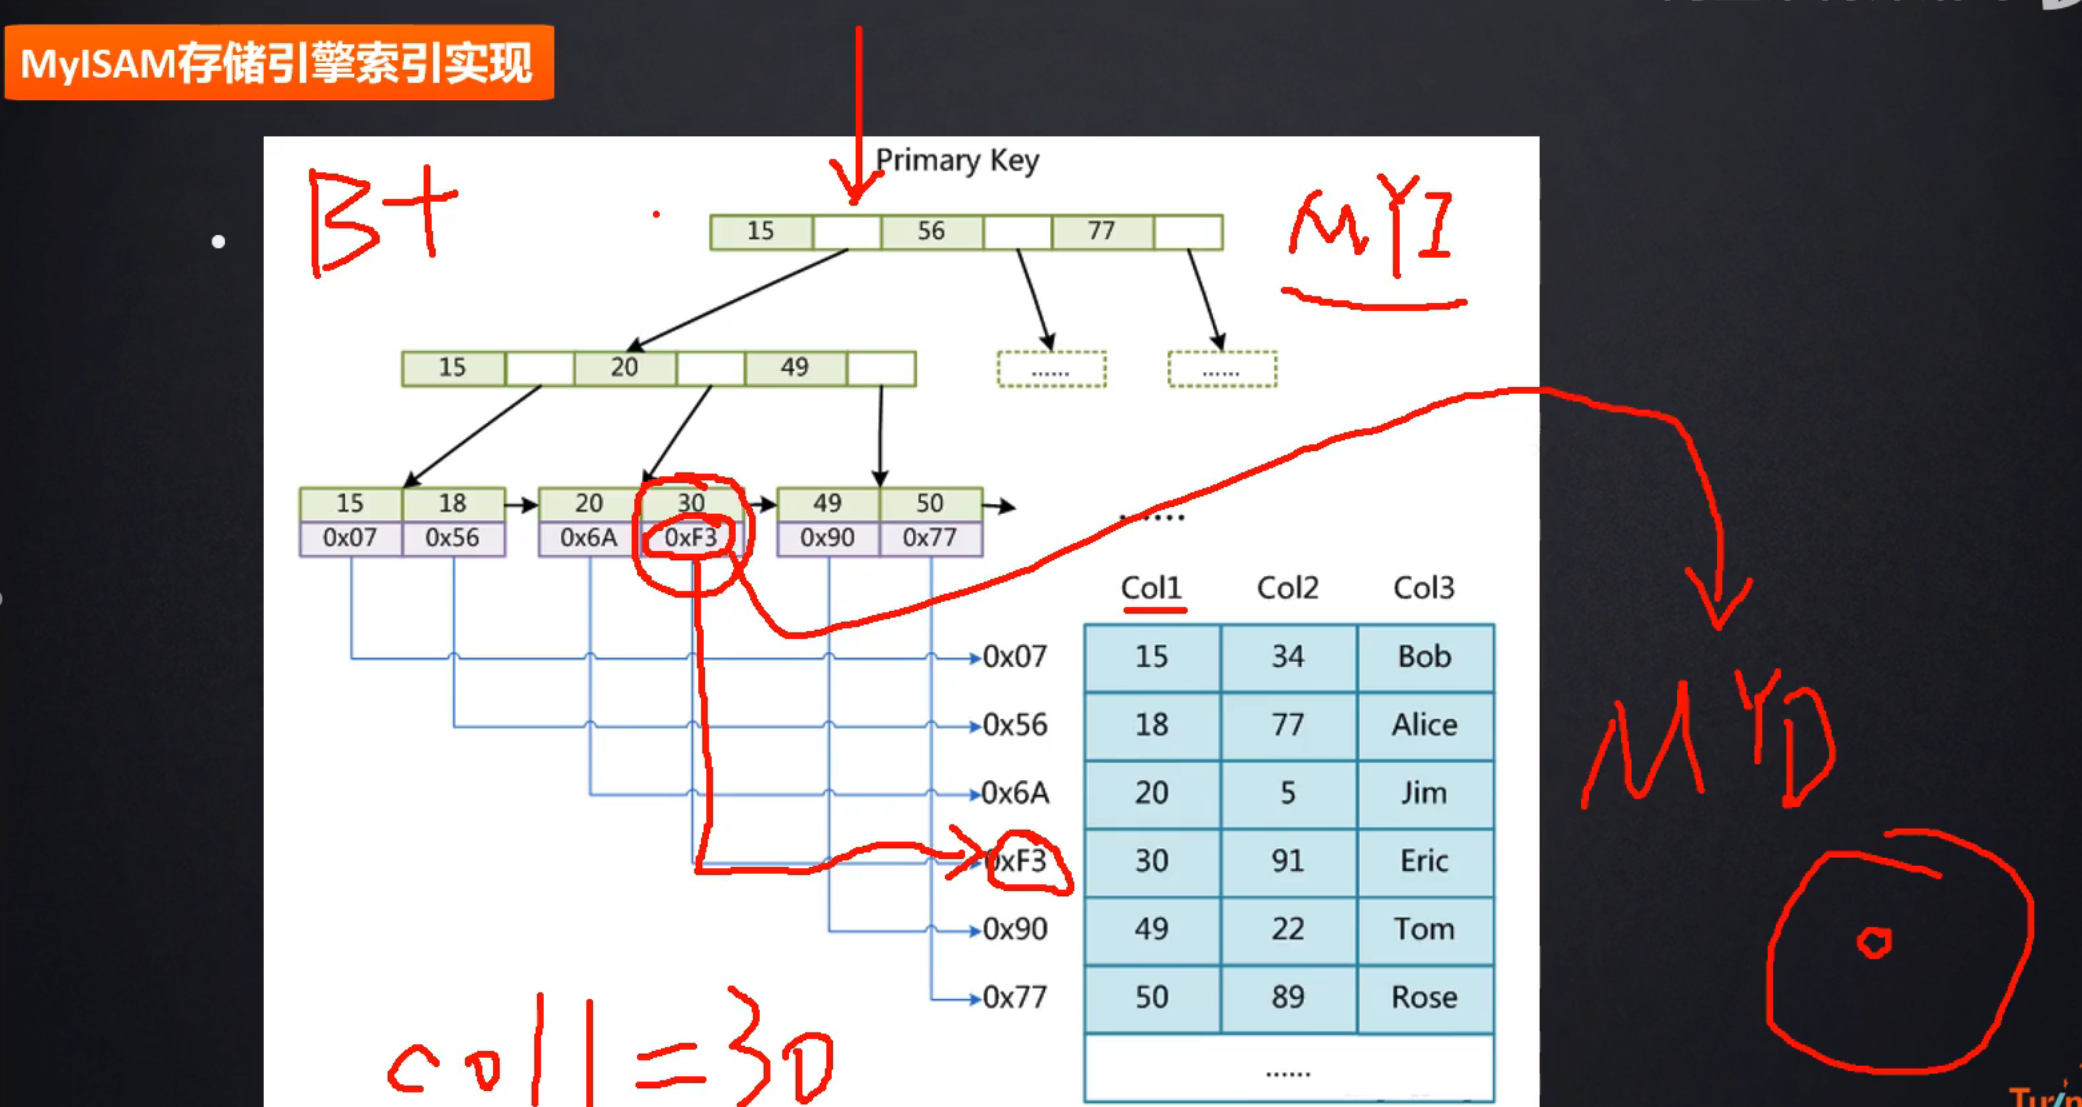 MyISAM存储引擎索引实现
Primary Key
B+
MYI
15 56 77
15 20 49
...... ......
15 18 20 30 49 50
0x07 0x56 0x6A 0xF3 0x90 0x77
......
Col1 Col2 Col3
0x07 15 34 Bob
0x56 18 77 Alice
MYD
0x6A 20 5 Jim
0xF3 30 91 Eric
0x90 49 22 Tom
0x77 50 89 Rose
......
col1=30